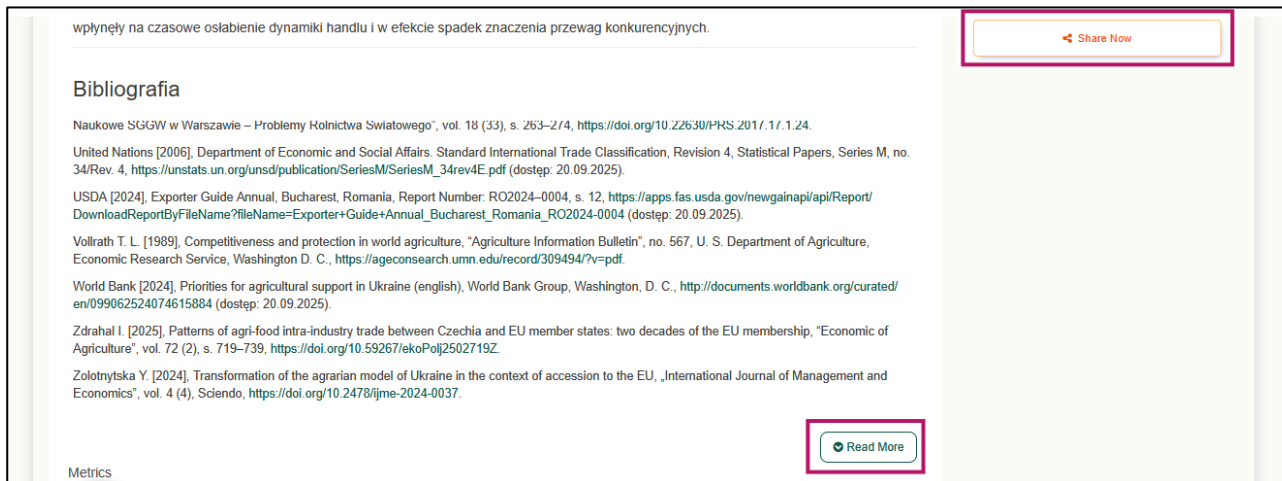 wpłynęły na czasowe osłabienie dynamiki handlu i w efekcie spadek znaczenia przewag konkurencyjnych.
Share Now
Bibliografia
Naukowe SGGW w Warszawie – Problemy Rolnictwa Światowego”, vol. 18 (33), s. 263–274, https://doi.org/10.22630/PRS.2017.17.1.24.
United Nations [2006], Department of Economic and Social Affairs. Standard International Trade Classification, Revision 4, Statistical Papers, Series M, no.
34/Rev. 4, https://unstats.un.org/unsd/publication/SeriesM/SeriesM_34rev4E.pdf (dostęp: 20.09.2025).
USDA [2024], Exporter Guide Annual, Bucharest, Romania, Report Number: RO2024–0004, s. 12, https://apps.fas.usda.gov/newgainapi/api/Report/
DownloadReportByFileName?fileName=Exporter+Guide+Annual_Bucharest_Romania_RO2024-0004 (dostęp: 20.09.2025).
Vollrath T. L. [1989], Competitiveness and protection in world agriculture, “Agriculture Information Bulletin”, no. 567, U. S. Department of Agriculture,
Economic Research Service, Washington D. C., https://ageconsearch.umn.edu/record/309494/?v=pdf.
World Bank [2024], Priorities for agricultural support in Ukraine (english), World Bank Group, Washington, D. C., http://documents.worldbank.org/curated/
en/099062524074615884 (dostęp: 20.09.2025).
Zdrahal I. [2025], Patterns of agri-food intra-industry trade between Czechia and EU member states: two decades of the EU membership, “Economic of
Agriculture”, vol. 72 (2), s. 719–739, https://doi.org/10.59267/ekoPolj2502719Z.
Zolotnytska Y. [2024], Transformation of the agrarian model of Ukraine in the context of accession to the EU, „International Journal of Management and
Economics”, vol. 4 (4), Sciendo, https://doi.org/10.2478/ijme-2024-0037.
Read More
Metrics